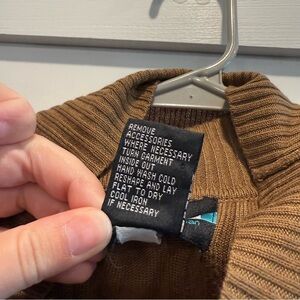 REMOVE
ACCESSORIES
WHERE NECESSARY
TURN GARMENT
INSIDE OUT
HAND WASH COLD
RESHAPE AND LAY
FLAT TO DRY
COOL IRON
IF NECESSARY